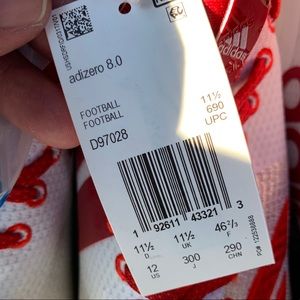 adizero 8.0
FOOTBALL
FOOTBALL
D97028
11½
690
UPC
1 92611 43321 3
11½ 11½ 46⅔
D UK F
12 300 290
US J CHN
adidas